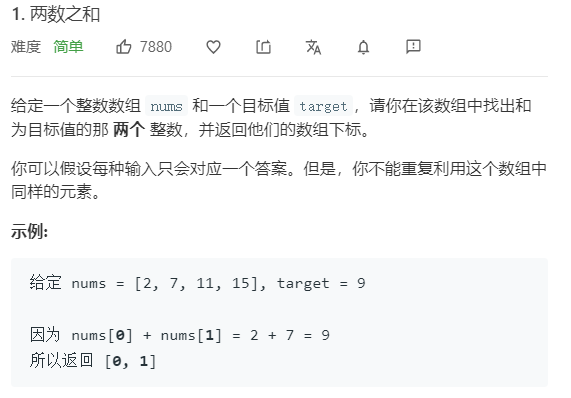 1. 两数之和
难度 简单 7880
给定一个整数数组 nums 和一个目标值 target，请你在该数组中找出和
为目标值的那 两个 整数，并返回他们的数组下标。
你可以假设每种输入只会对应一个答案。但是，你不能重复利用这个数组中
同样的元素。
示例:
给定 nums = [2, 7, 11, 15], target = 9
因为 nums[0] + nums[1] = 2 + 7 = 9
所以返回 [0, 1]